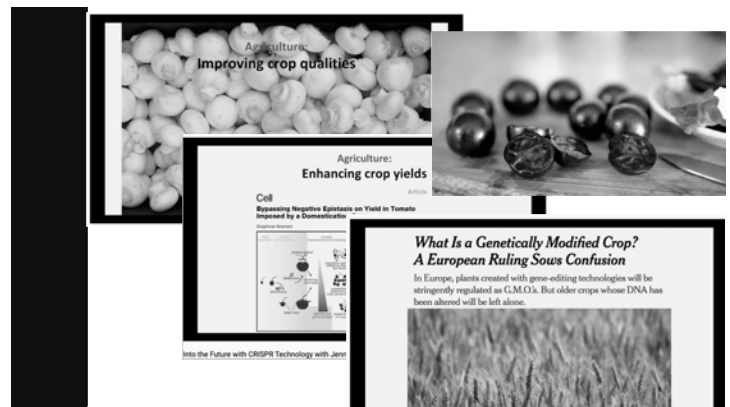 Agriculture:
Improving crop qualities
Agriculture:
Enhancing crop yields
Article
Cell
Bypassing Negative Epistasis on Yield in Tomato
Imposed by a Domestication
Graphical Abstract
Into the Future with CRISPR Technology with Jenn
What Is a Genetically Modified Crop?
A European Ruling Sows Confusion
In Europe, plants created with gene-editing technologies will be
stringently regulated as G.M.O.'s. But older crops whose DNA has
been altered will be left alone.